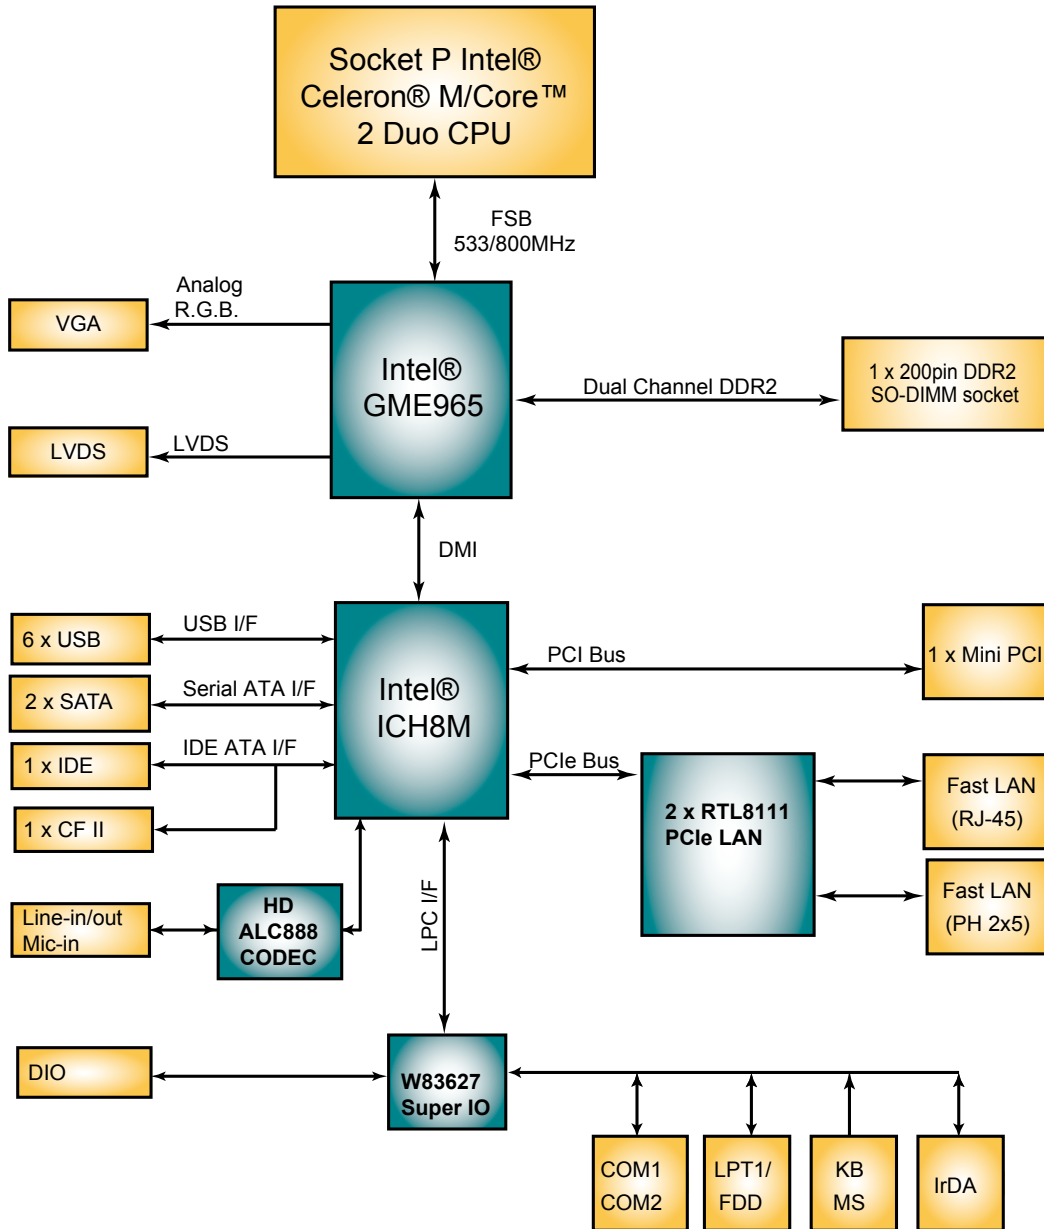 Socket P Intel®
Celeron® M/Core™
2 Duo CPU
FSB
533/800MHz
Analog
R.G.B.
VGA
Intel®
GME965
Dual Channel DDR2
1 x 200pin DDR2
SO-DIMM socket
LVDS
LVDS
DMI
6 x USB
USB I/F
2 x SATA
Serial ATA I/F
1 x IDE
IDE ATA I/F
1 x CF II
Intel®
ICH8M
PCI Bus
1 x Mini PCI
PCIe Bus
2 x RTL8111
PCIe LAN
Fast LAN
(RJ-45)
Fast LAN
(PH 2x5)
Line-in/out
Mic-in
HD
ALC888
CODEC
LPC I/F
DIO
W83627
Super IO
COM1
COM2
LPT1/
FDD
KB
MS
IrDA